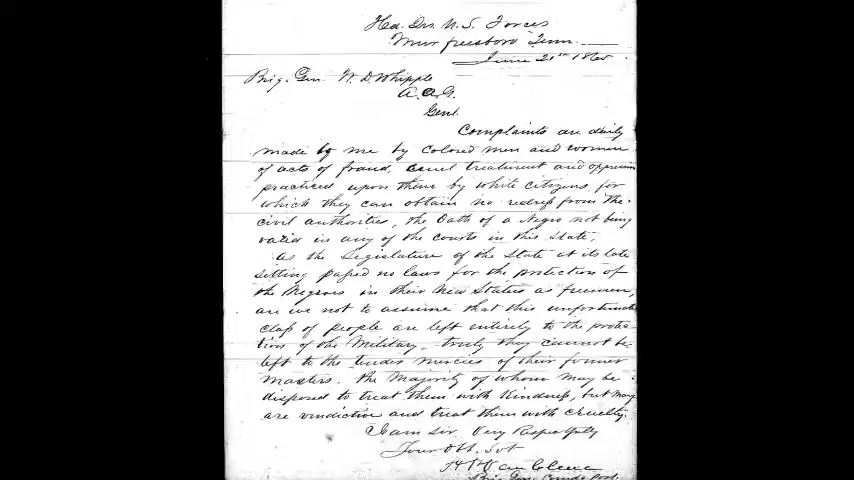 Hd. Qrs. U. S. Forces
Murfreesboro Tenn.
June 21st 1865
Brig. Gen. W. D. Whipple
A. A. G.
Genl.
Complaints are daily
made by me by Colored men and women
of acts of fraud, cruel treatment and oppression
practiced upon them by white citizens, for
which they can obtain no redress from the
civil authorities, the Oath of a Negro not being
valid in any of the Courts in this State,
As the Legislature of the State at its late
sitting passed no laws for the protection of
the Negroes in their New Status as freemen,
are we not to assume that this unfortunate
class of people are left entirely to the protec-
tion of the Military, truly they cannot be
left to the tender mercies of their former
masters. the Majority of whom may be
disposed to treat them with Kindness, but many
are vindictive and treat them with Cruelty.
I am Sir Very Respectfully
Your Obt. Svt
H P Van Cleve
Brig. Gen. Comdg Post.